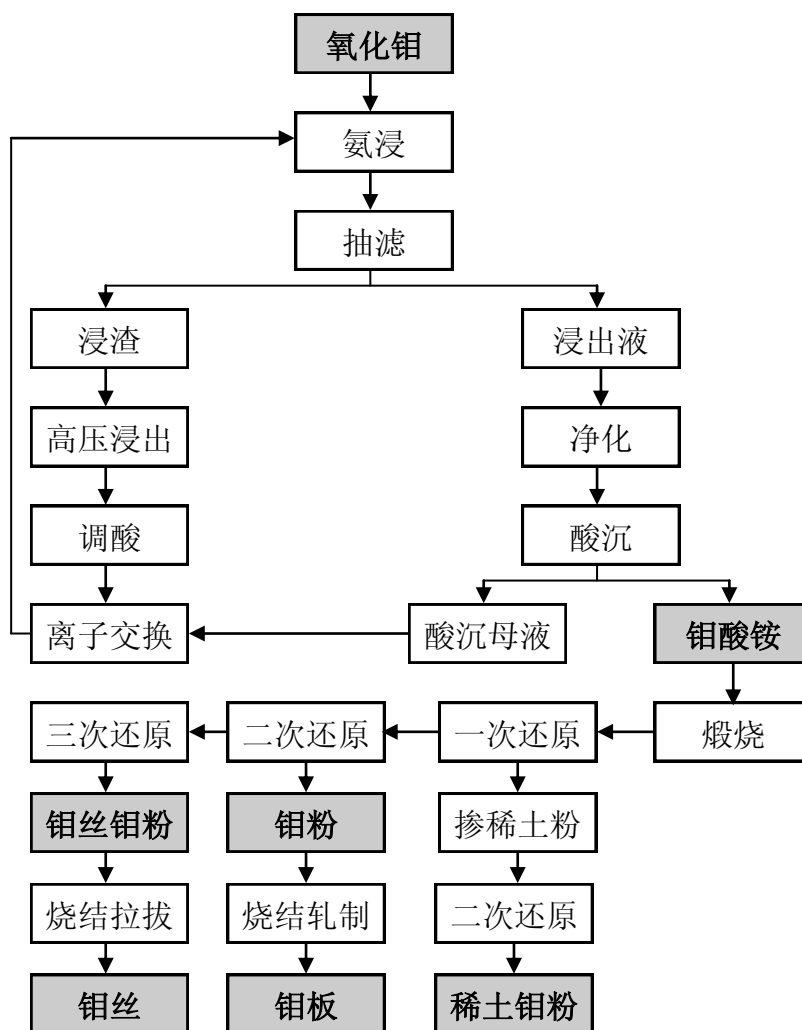 氧化钼
氨浸
抽滤
浸渣
浸出液
高压浸出
净化
调酸
酸沉
离子交换
酸沉母液
钼酸铵
三次还原
二次还原
一次还原
煅烧
钼丝钼粉
钼粉
掺稀土粉
烧结拉拔
烧结轧制
二次还原
钼丝
钼板
稀土钼粉